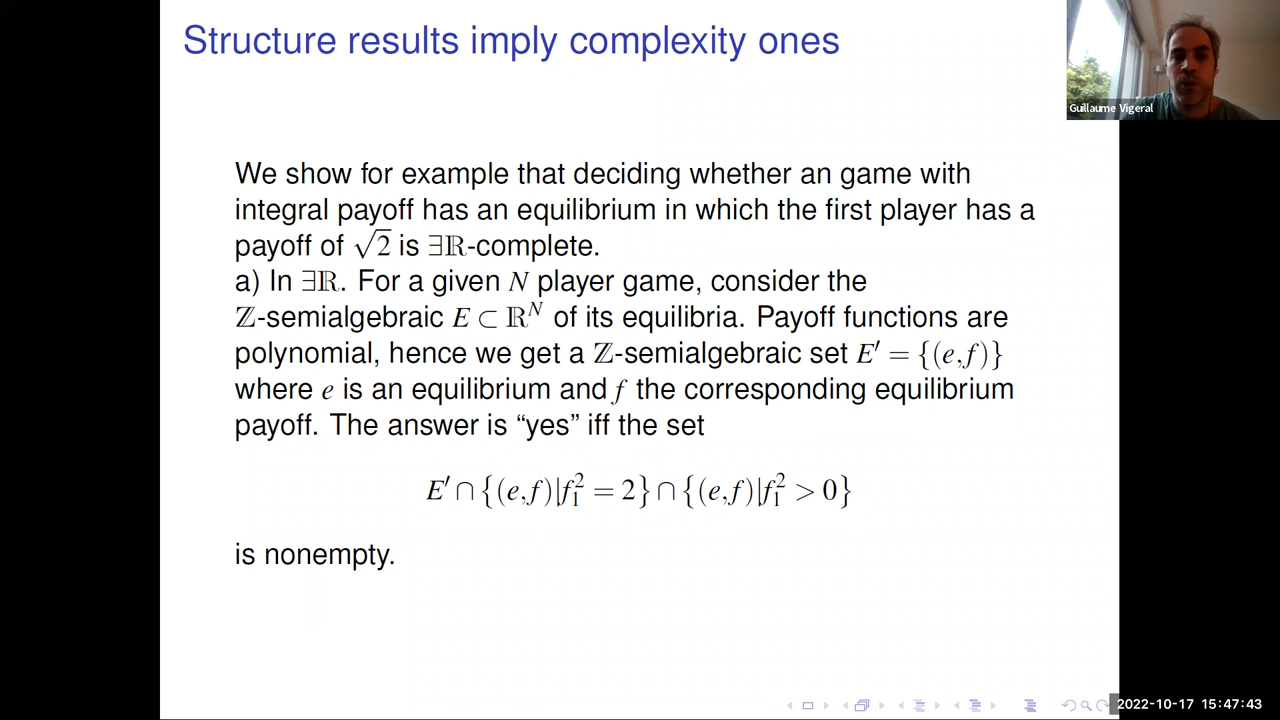 Structure results imply complexity ones
Guillaume Vigeral
We show for example that deciding whether an game with
integral payoff has an equilibrium in which the first player has a
payoff of √2 is ∃ℝ-complete.
a) In ∃ℝ. For a given N player game, consider the
ℤ-semialgebraic E ⊂ ℝ^N of its equilibria. Payoff functions are
polynomial, hence we get a ℤ-semialgebraic set E′ = {(e,f)}
where e is an equilibrium and f the corresponding equilibrium
payoff. The answer is “yes” iff the set
E′ ∩ {(e,f)|f₁² = 2} ∩ {(e,f)|f₁² > 0}
is nonempty.
2022-10-17 15:47:43